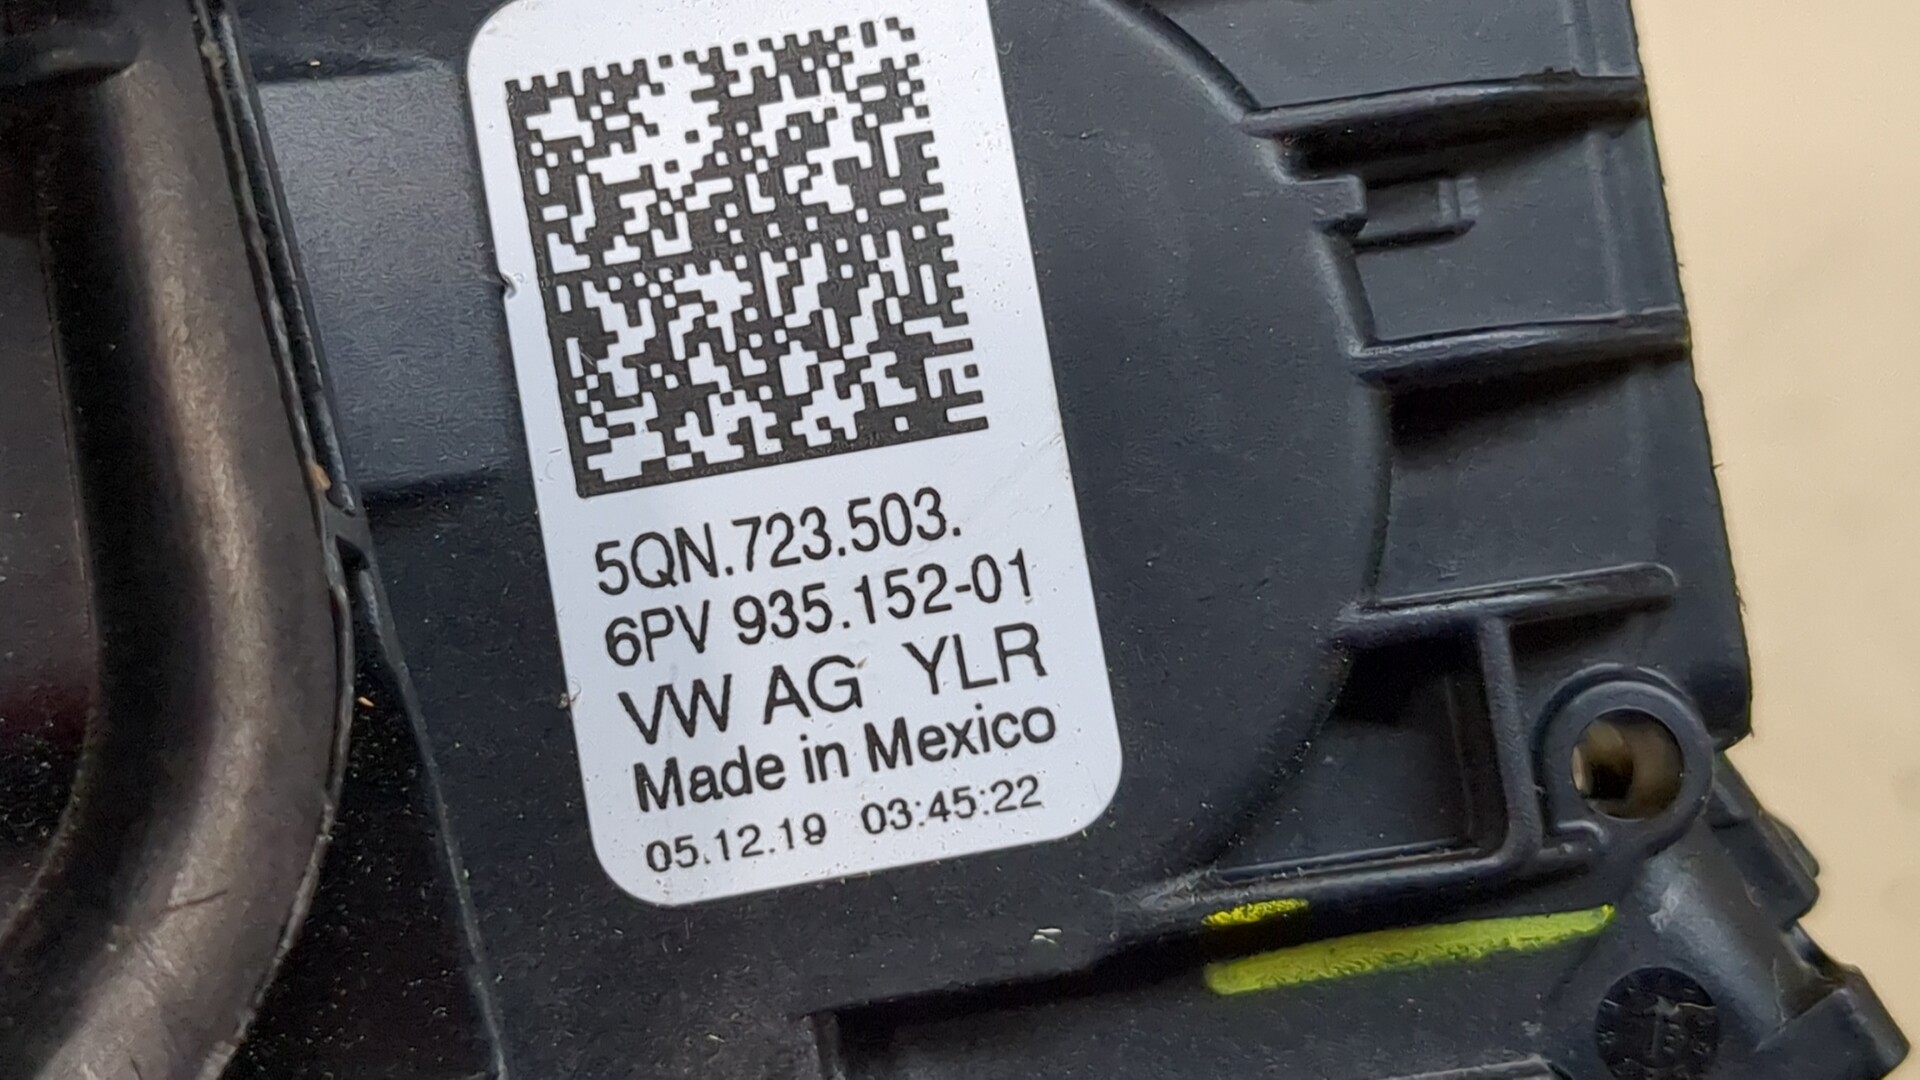 5QN.723.503.
6PV 935.152-01
VW AG YLR
Made in Mexico
05.12.19 03:45:22